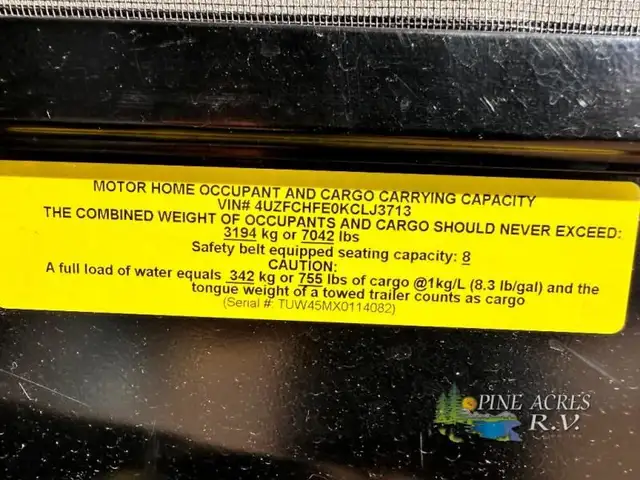 MOTOR HOME OCCUPANT AND CARGO CARRYING CAPACITY
VIN# 4UZFCHFE0KCLJ3713
THE COMBINED WEIGHT OF OCCUPANTS AND CARGO SHOULD NEVER EXCEED:
3194 kg or 7042 lbs
Safety belt equipped seating capacity: 8
CAUTION:
A full load of water equals 342 kg or 755 lbs of cargo @1kg/L (8.3 lb/gal) and the
tongue weight of a towed trailer counts as cargo
(Serial #: TUW45MX0114082)
PINE ACRES
R.V.